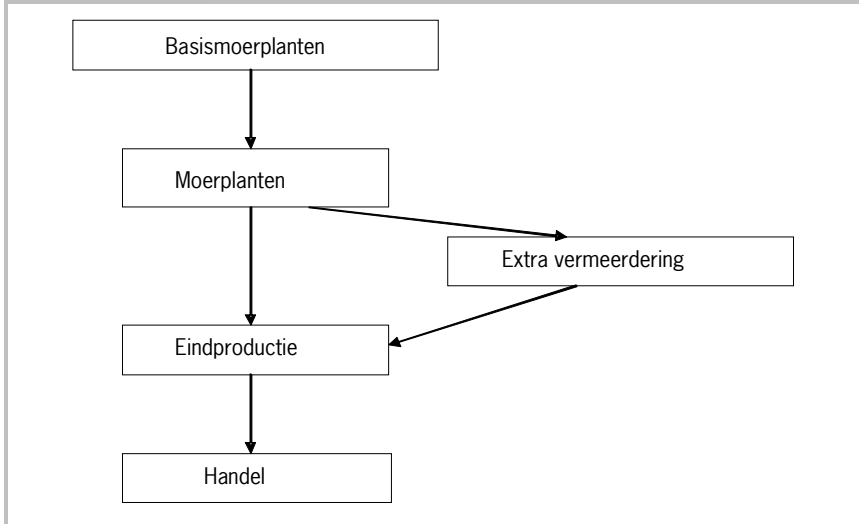 Basismoerplanten
Moerplanten
Extra vermeerdering
Eindproductie
Handel